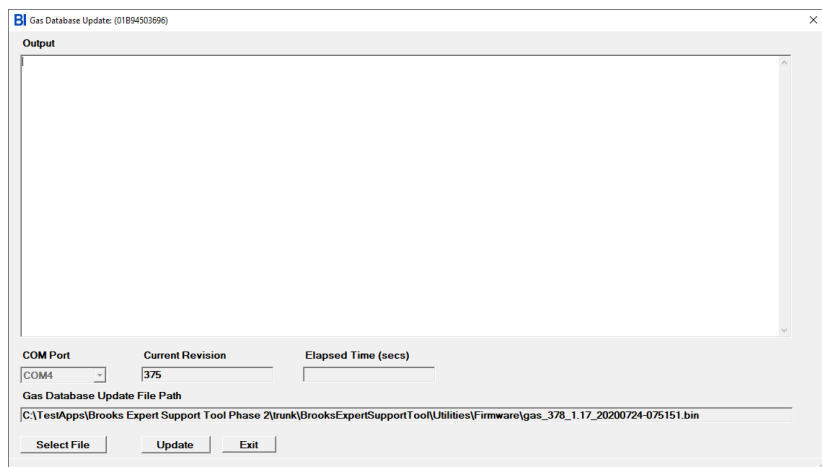 BI Gas Database Update: (01B94503696)
Output
COM Port Current Revision Elapsed Time (secs)
COM4 375
Gas Database Update File Path
C:\TestApps\Brooks Expert Support Tool Phase 2\trunk\BrooksExpertSupportTool\Utilities\Firmware\gas_378_1.17_20200724-075151.bin
Select File Update Exit